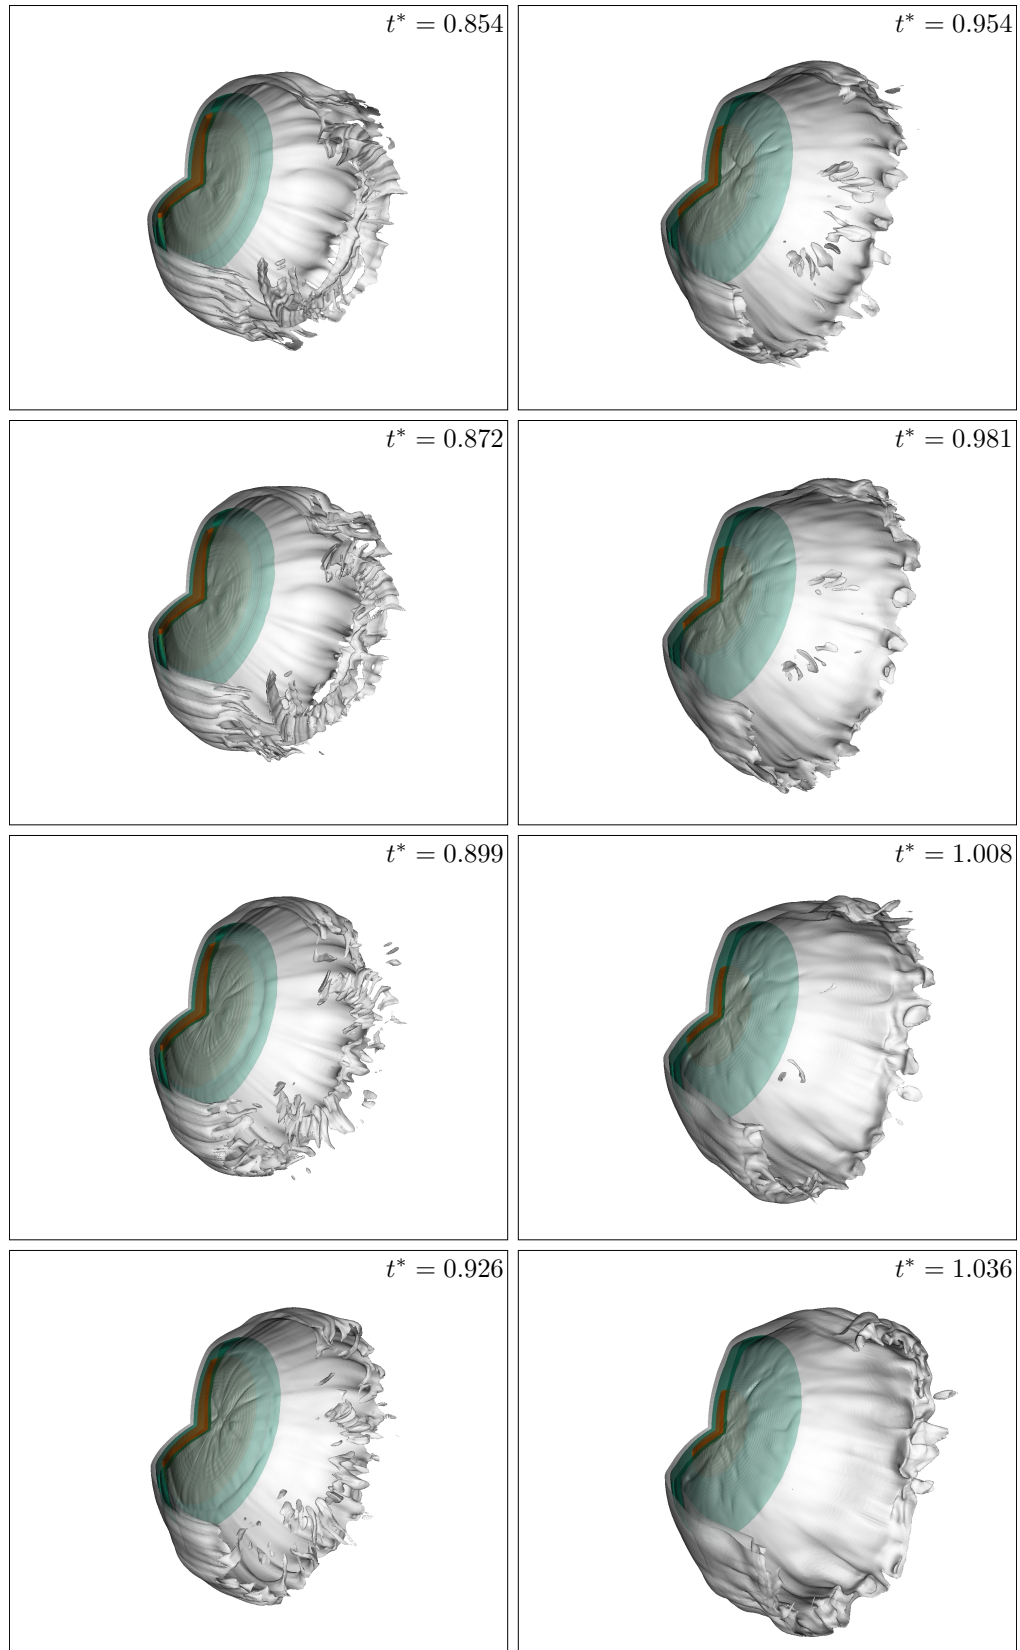 t* = 0.854
t* = 0.954
t* = 0.872
t* = 0.981
t* = 0.899
t* = 1.008
t* = 0.926
t* = 1.036